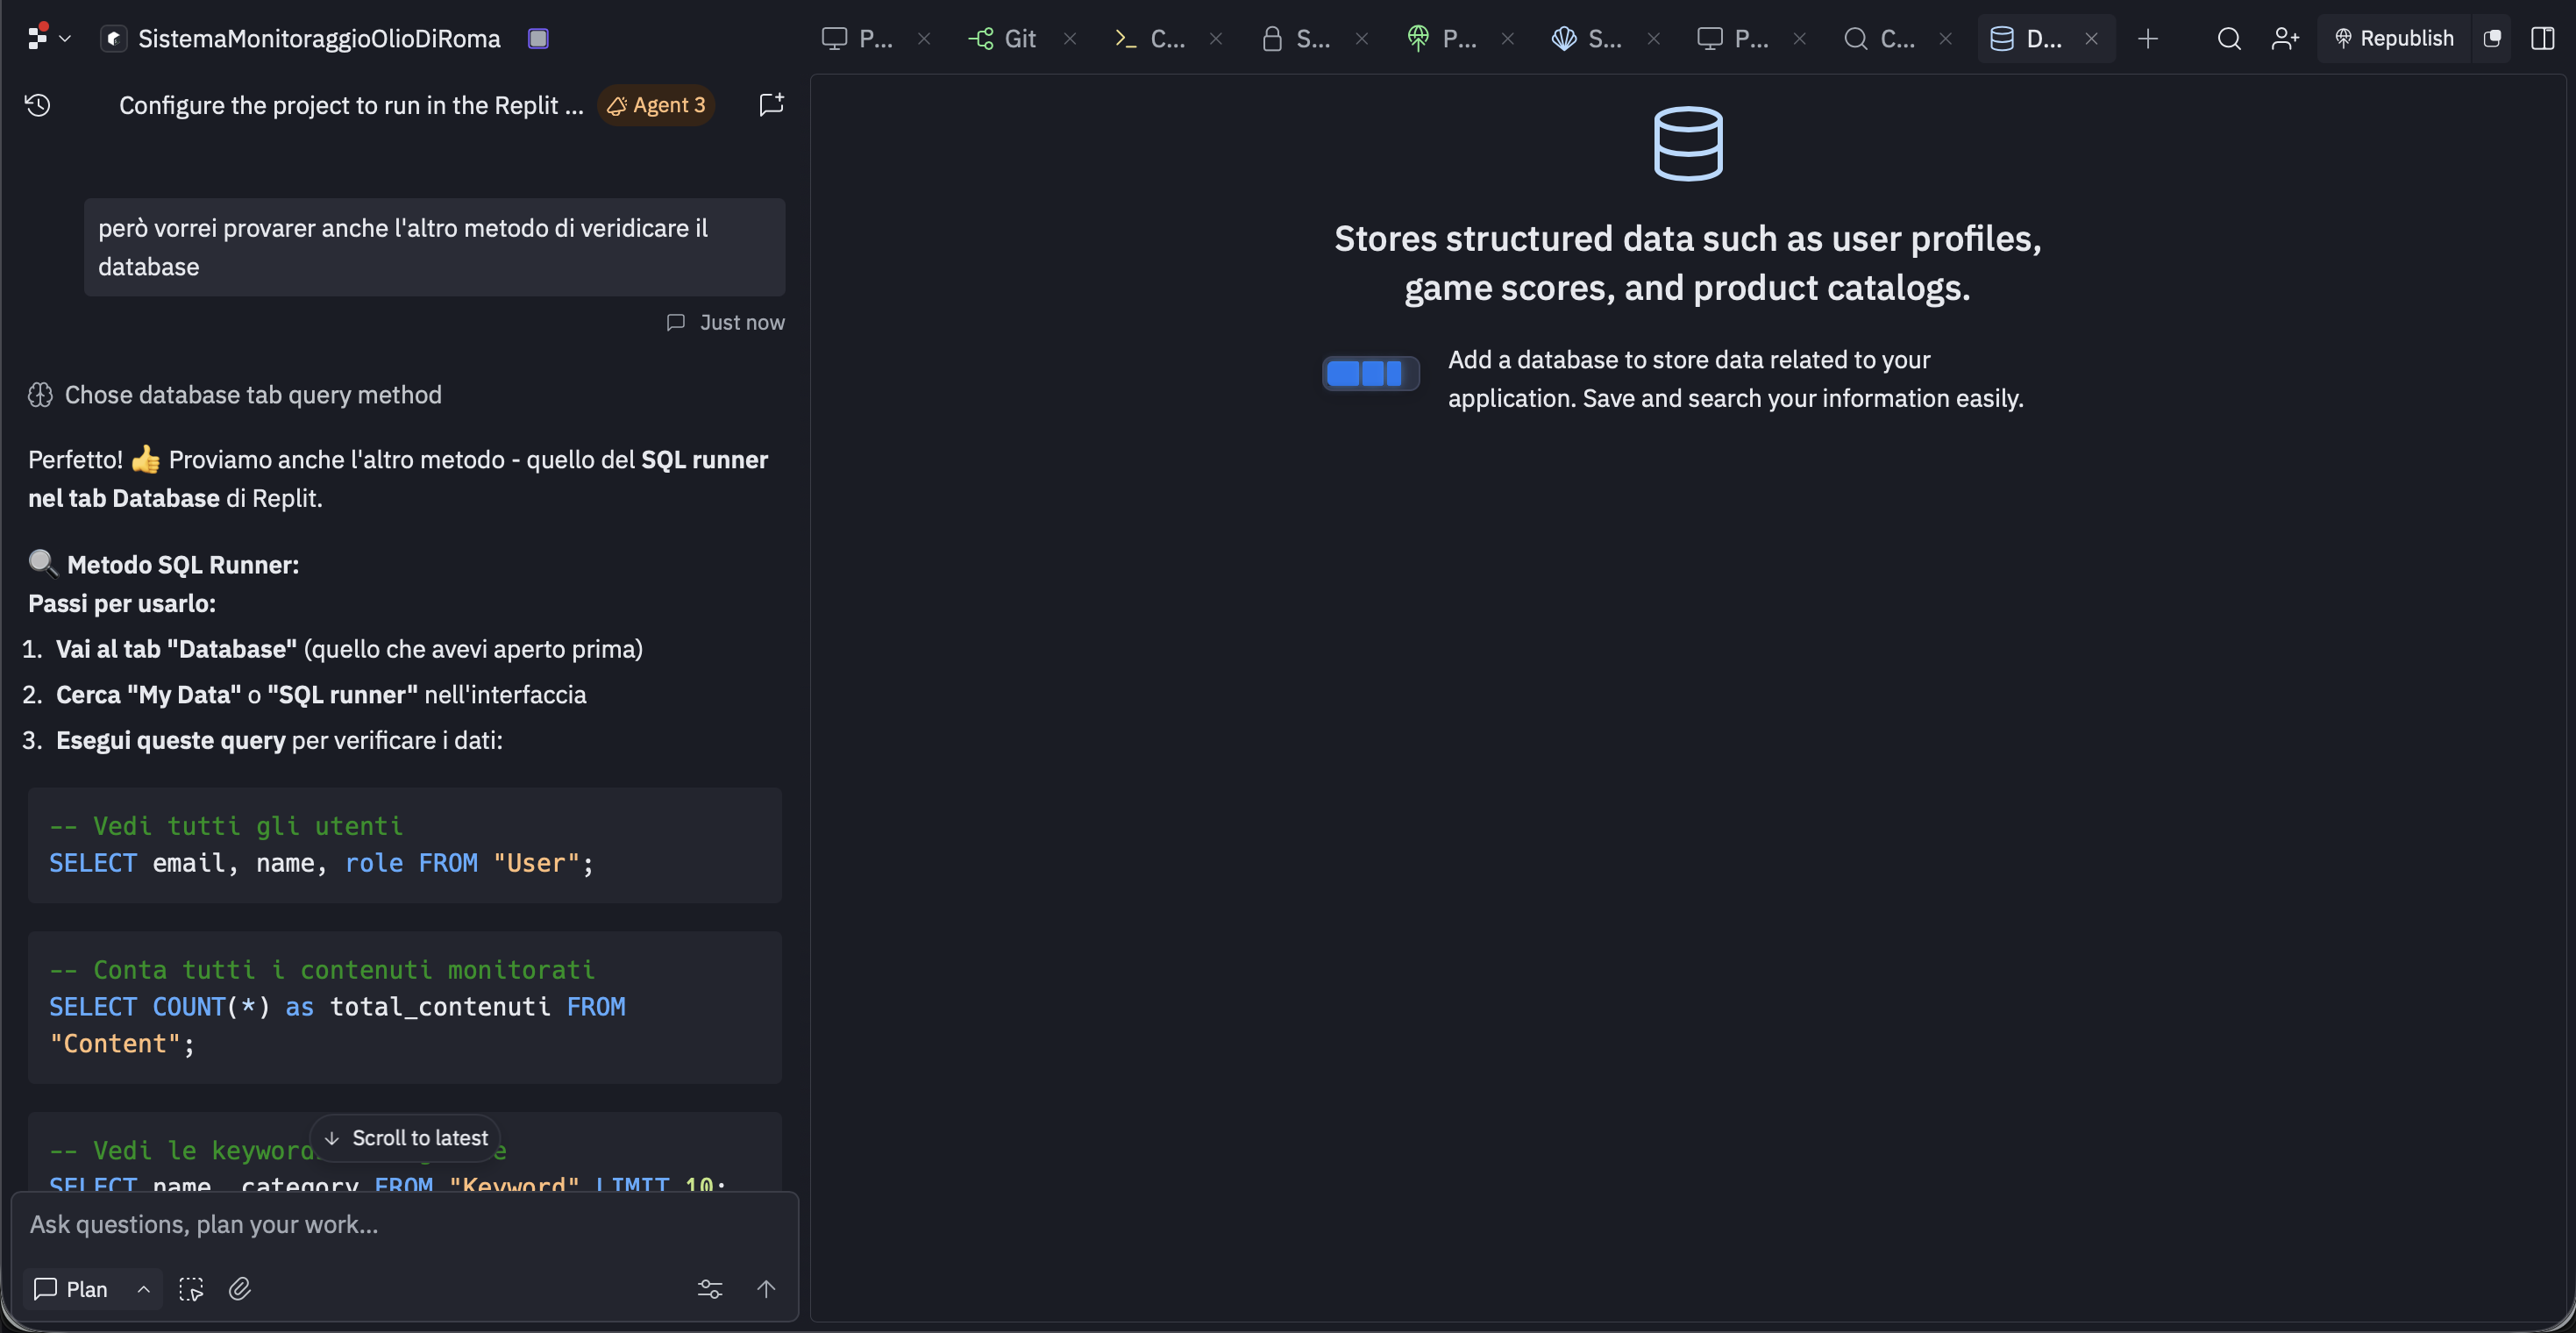 SistemaMonitoraggioOlioDiRoma
P...
Git
C...
S...
P...
S...
P...
C...
D...
Republish
Configure the project to run in the Replit ...
Agent 3
però vorrei provarer anche l'altro metodo di veridicare il
database
Just now
Chose database tab query method
Perfetto! 👍 Proviamo anche l'altro metodo - quello del SQL runner
nel tab Database di Replit.
🔍 Metodo SQL Runner:
Passi per usarlo:
1. Vai al tab "Database" (quello che avevi aperto prima)
2. Cerca "My Data" o "SQL runner" nell'interfaccia
3. Esegui queste query per verificare i dati:
-- Vedi tutti gli utenti
SELECT email, name, role FROM "User";
-- Conta tutti i contenuti monitorati
SELECT COUNT(*) as total_contenuti FROM
"Content";
-- Vedi le keyword
SELECT name, category FROM "Keyword" LIMIT 10;
Scroll to latest
Ask questions, plan your work...
Plan
Stores structured data such as user profiles,
game scores, and product catalogs.
Add a database to store data related to your
application. Save and search your information easily.